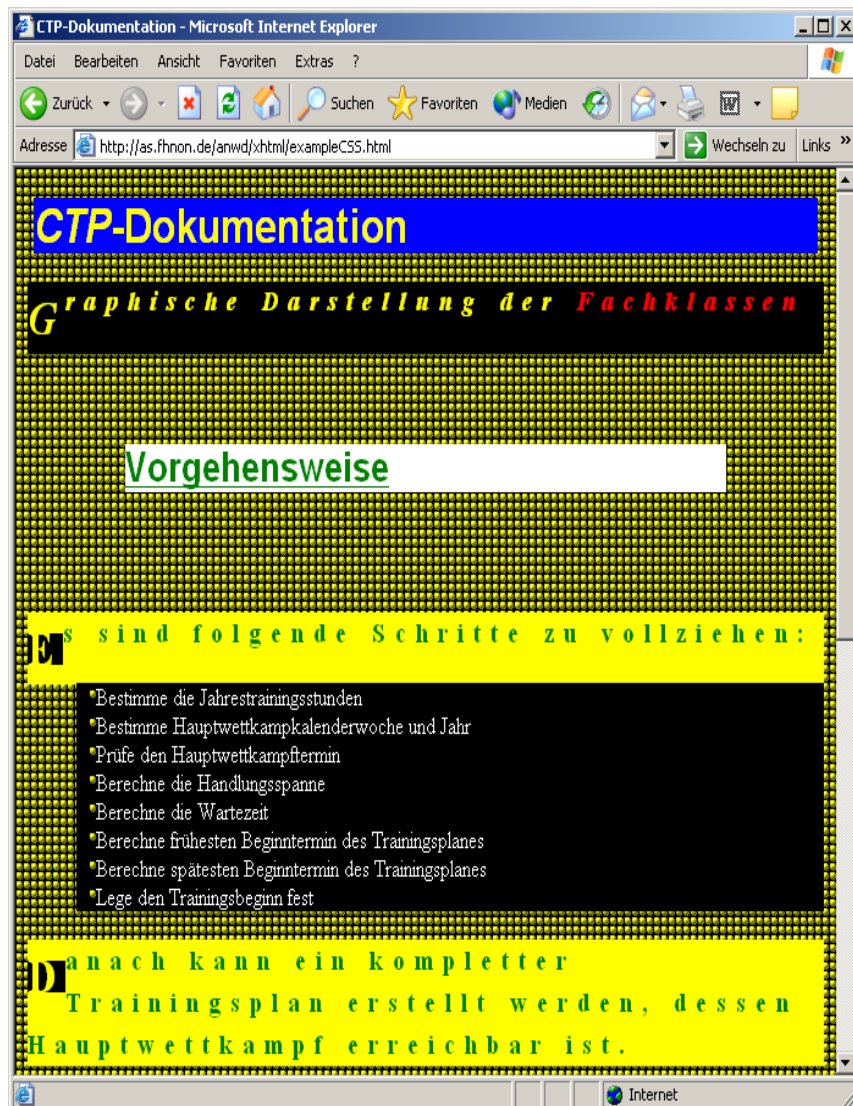 CTP-Dokumentation - Microsoft Internet Explorer
Datei Bearbeiten Ansicht Favoriten Extras ?
Zurück Suchen Favoriten Medien
Adresse http://as.fhnon.de/anwd/xhtml/exampleCSS.html Wechseln zu Links »
CTP-Dokumentation
Graphische Darstellung der Fachklassen
Vorgehensweise
Es sind folgende Schritte zu vollziehen:
Bestimme die Jahrestrainingsstunden
Bestimme Hauptwettkampkalenderwoche und Jahr
Prüfe den Hauptwettkampftermin
Berechne die Handlungsspanne
Berechne die Wartezeit
Berechne frühesten Beginntermin des Trainingsplanes
Berechne spätesten Beginntermin des Trainingsplanes
Lege den Trainingsbeginn fest
Danach kann ein kompletter
Trainingsplan erstellt werden, dessen
Hauptwettkampf erreichbar ist.
Internet